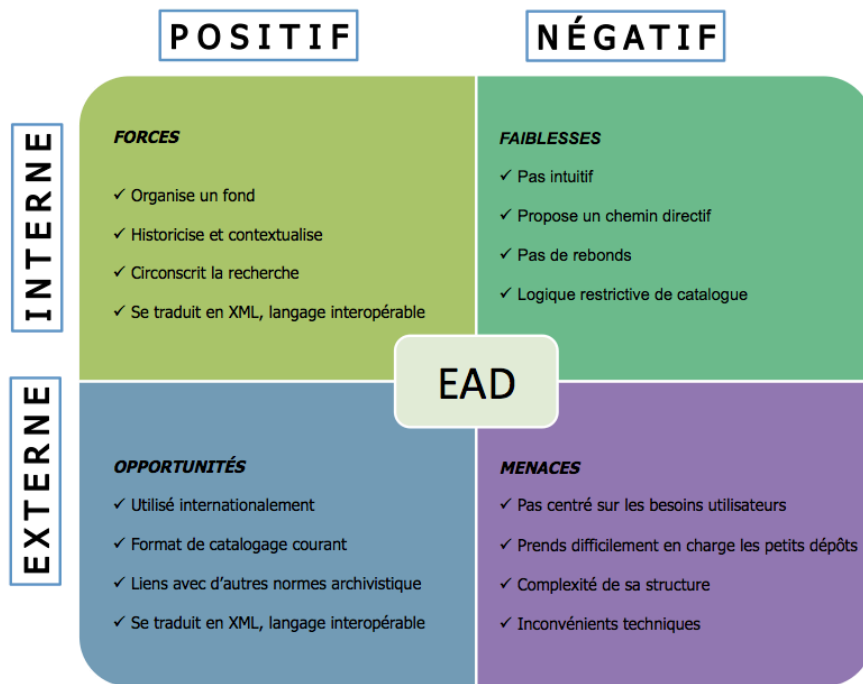 POSITIF
NÉGATIF
INTERNE
FORCES
✓ Organise un fond
✓ Historicise et contextualise
✓ Circonscrit la recherche
✓ Se traduit en XML, langage interopérable
FAIBLESSES
✓ Pas intuitif
✓ Propose un chemin directif
✓ Pas de rebonds
✓ Logique restrictive de catalogue
EAD
EXTERNE
OPPORTUNITÉS
✓ Utilisé internationalement
✓ Format de catalogage courant
✓ Liens avec d'autres normes archivistique
✓ Se traduit en XML, langage interopérable
MENACES
✓ Pas centré sur les besoins utilisateurs
✓ Prends difficilement en charge les petits dépôts
✓ Complexité de sa structure
✓ Inconvénients techniques